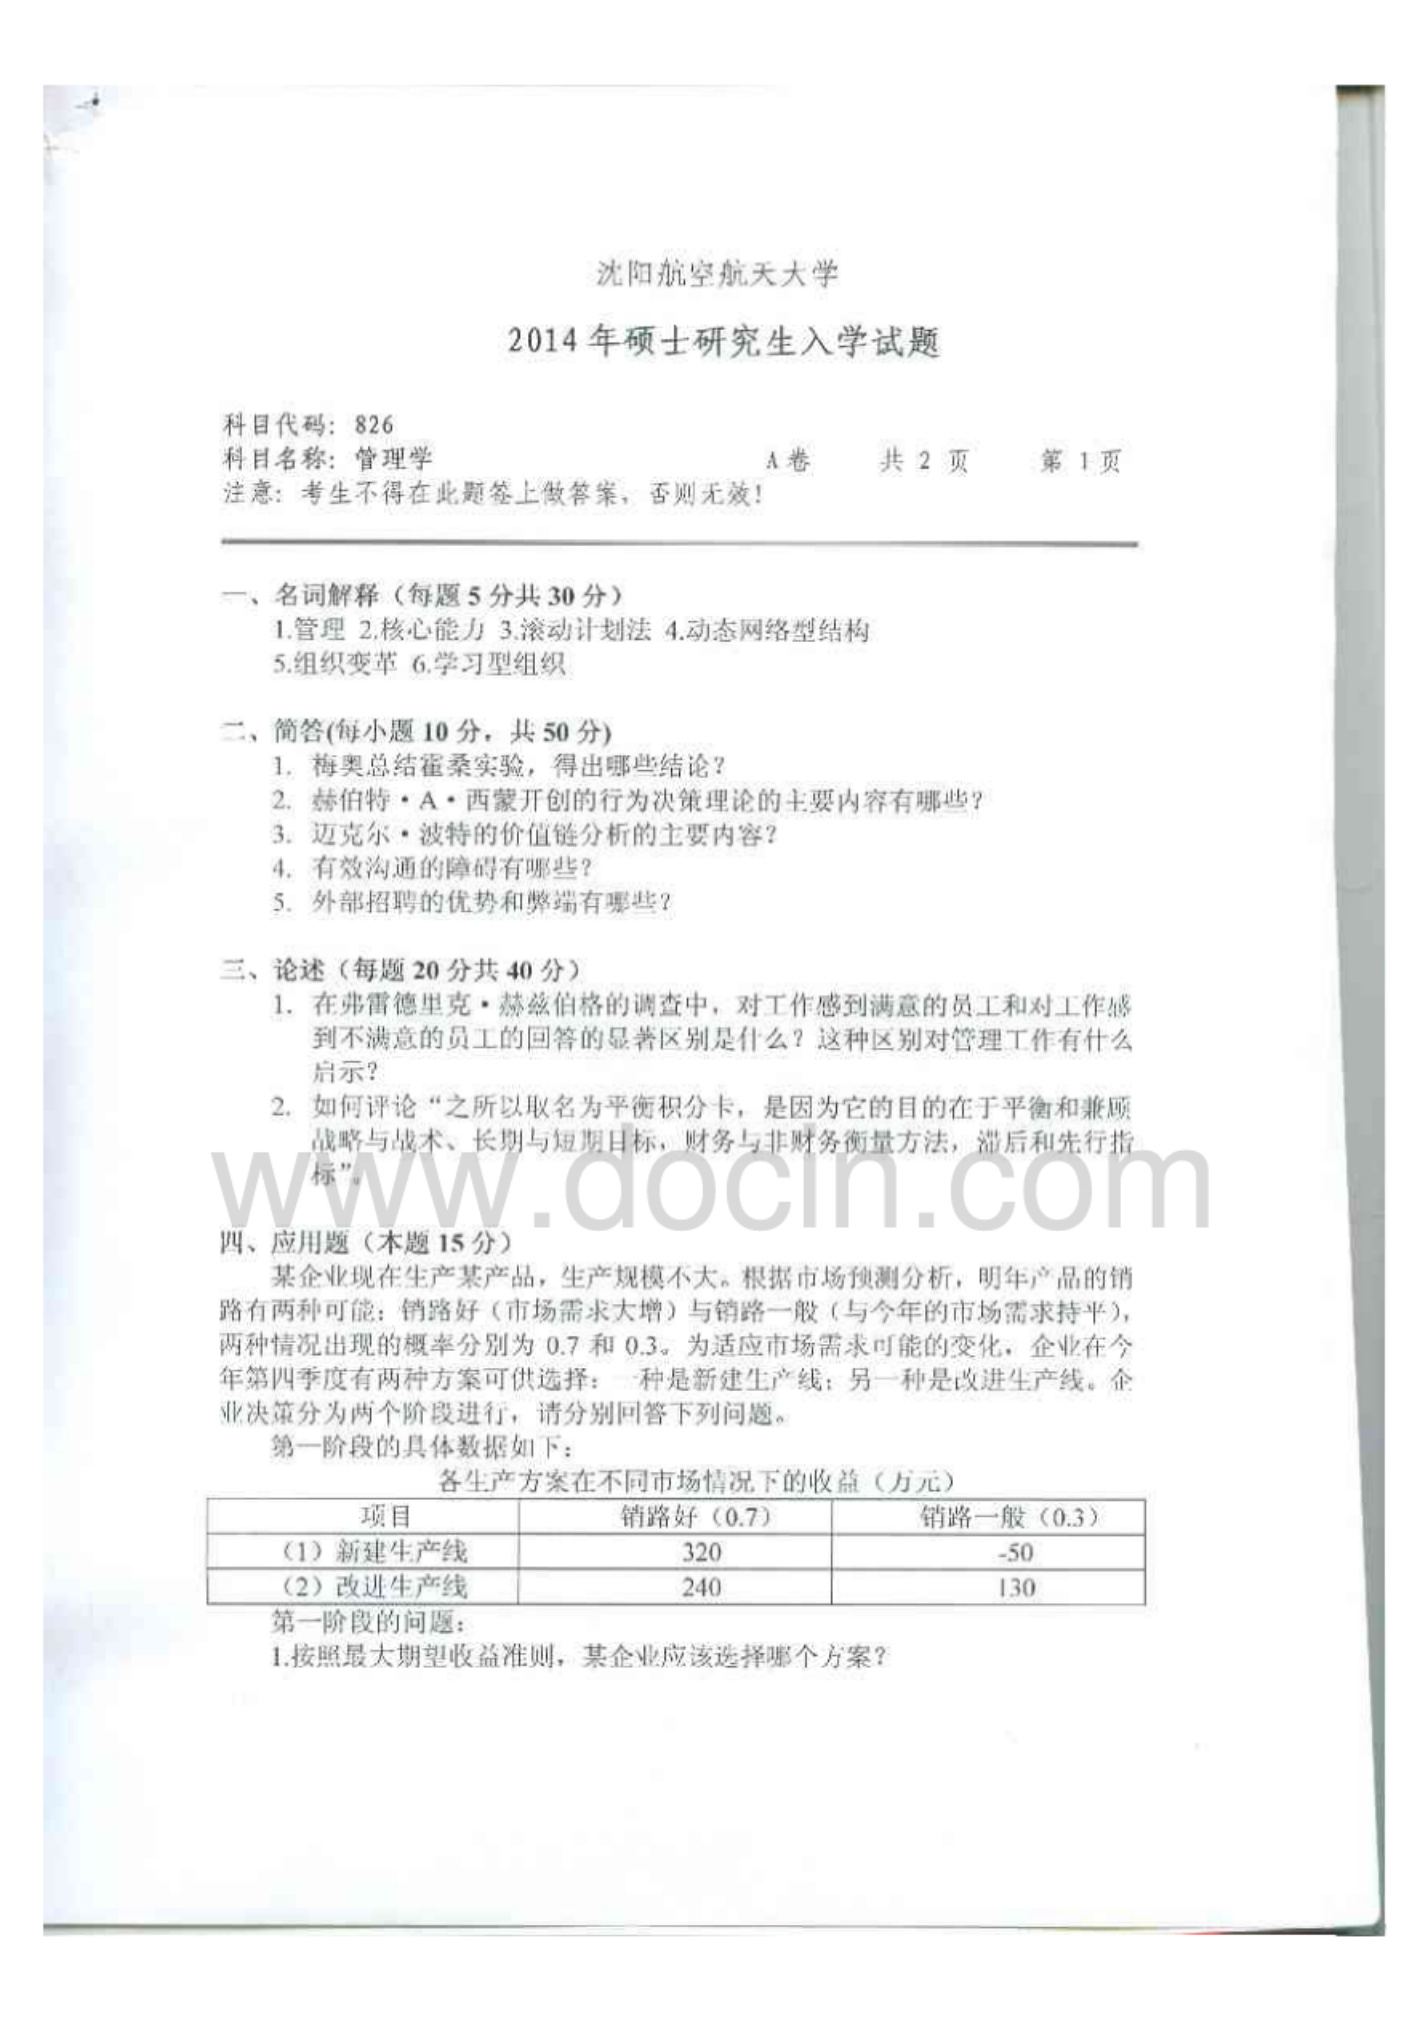 沈阳航空航天大学
2014年硕士研究生入学试题
科目代码：826
科目名称：管理学 A卷 共 2 页 第 1 页
注意：考生不得在此题签上做答案，否则无效！
一、名词解释（每题 5 分共 30 分）
1.管理 2.核心能力 3.滚动计划法 4.动态网络型结构
5.组织变革 6.学习型组织
二、简答(每小题 10 分，共 50 分)
1. 梅奥总结霍桑实验，得出哪些结论？
2. 赫伯特·A·西蒙开创的行为决策理论的主要内容有哪些？
3. 迈克尔·波特的价值链分析的主要内容？
4. 有效沟通的障碍有哪些？
5. 外部招聘的优势和弊端有哪些？
三、论述（每题 20 分共 40 分）
1. 在弗雷德里克·赫兹伯格的调查中，对工作感到满意的员工和对工作感
到不满意的员工的回答的显著区别是什么？这种区别对管理工作有什么
启示？
2. 如何评论“之所以取名为平衡积分卡，是因为它的目的在于平衡和兼顾
战略与战术、长期与短期目标，财务与非财务衡量方法，滞后和先行指
标”。
www.docin.com
四、应用题（本题 15 分）
某企业现在生产某产品，生产规模不大。根据市场预测分析，明年产品的销
路有两种可能：销路好（市场需求大增）与销路一般（与今年的市场需求持平），
两种情况出现的概率分别为 0.7 和 0.3。为适应市场需求可能的变化，企业在今
年第四季度有两种方案可供选择： 一种是新建生产线；另一种是改进生产线。企
业决策分为两个阶段进行，请分别回答下列问题。
第一阶段的具体数据如下：
各生产方案在不同市场情况下的收益（万元）
项目 销路好（0.7） 销路一般（0.3）
（1）新建生产线 320 -50
（2）改进生产线 240 130
第一阶段的问题：
1.按照最大期望收益准则，某企业应该选择哪个方案？